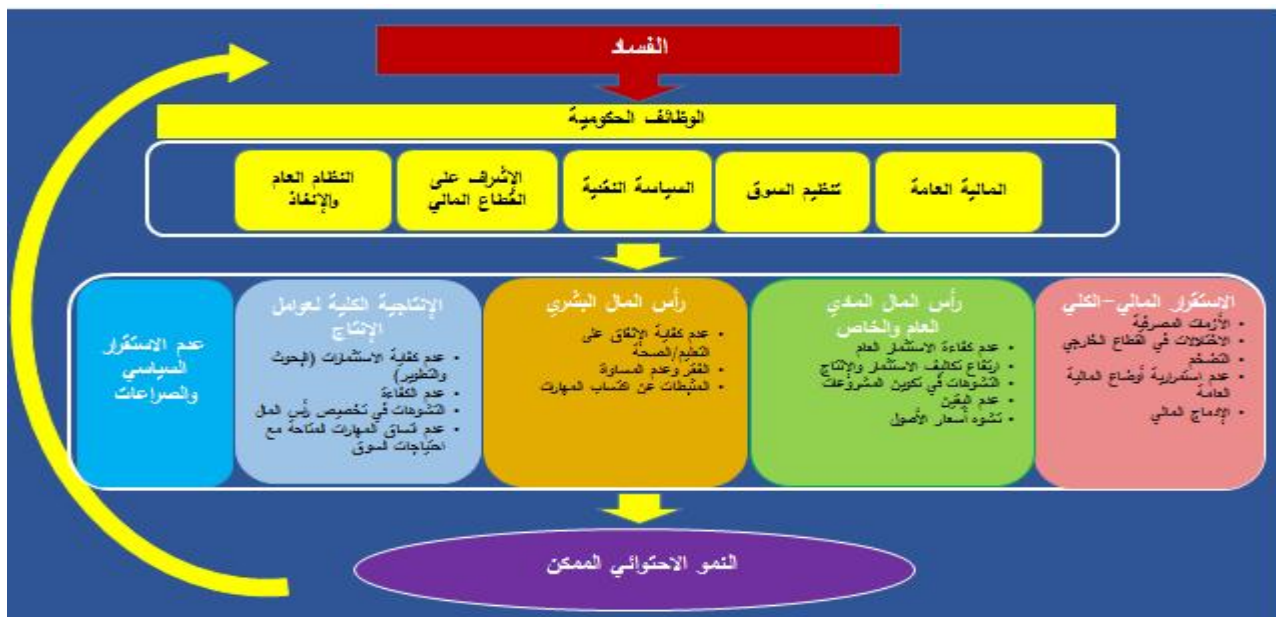 الفساد
الوظائف الحكومية
المالية العامة
تنظيم السوق
السياسة النقدية
الإشراف على
القطاع المالي
النظام العام
والإنفاذ
الاستقرار المالي-الكلي
• الأزمات المصرفية
• الاختلالات في القطاع الخارجي
• التضخم
• عدم استمرارية أوضاع المالية
العامة
• الإدماج المالي
رأس المال المادي
العام والخاص
• عدم كفاءة الاستثمار العام
• ارتفاع تكاليف الاستثمار والإنتاج
• التشوهات في تكوين المشروعات
• عدم اليقين
• تشوه أسعار الأصول
رأس المال البشري
• عدم كفاية الإنفاق على
التعليم/الصحة
• الفقر وعدم المساواة
• المثبطات عن اكتساب المهارات
الإنتاجية الكلية لعوامل
الإنتاج
• عدم كفاية الاستثمارات (البحوث
والتطوير)
• عدم الكفاءة
• التشوهات في تخصيص رأس المال
• عدم اتساق المهارات المتاحة مع
احتياجات السوق
عدم الاستقرار
السياسي
والصراعات
النمو الاحتوائي الممكن